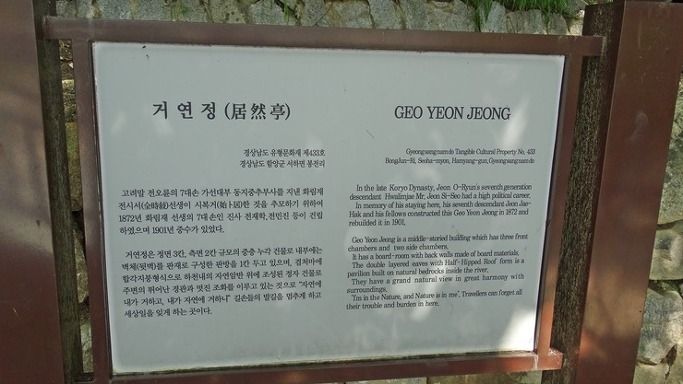 거 연 정 (居然亭)
경상남도 유형문화재 제433호
경상남도 함양군 서하면 봉전리
고려말 전오륜의 7대손 가선대부 동지중추부사를 지낸 화림재
전시서(全時敍)선생이 시복거(始卜居)한 것을 추모하기 위하여
1872년 화림재 선생의 7대손인 진사 전재학,전민진 등이 건립
하였으며 1901년 중수가 있었다.
거연정은 정면 3칸, 측면 2칸 규모의 중층 누각 건물로 내부에는
벽체(뒷벽)를 판재로 구성한 판방을 1칸 두고 있으며, 겹처마에
합각지붕형식으로 하천내의 자연암반 위에 조성된 정자 건물로
주변의 뛰어난 경관과 멋진 조화를 이루고 있는 것으로 "자연에
내가 거하고, 내가 자연에 거하니" 길손들의 발길을 멈추게 하고
세상일을 잊게 하는 곳이다.
GEO YEON JEONG
Gyeongsangnamdo Tangible Cultural Property No. 433
BongJun-Ri, Seoha-myon, Hamyang-gun, Gyeongsangnamdo
In the late Koryo Dynasty, Jeon O-Ryun's seventh generation
descendant Hwalimjae Mr. Jeon Si-Seo had a high political career.
In memory of his staying here, his seventh descendant Jeon Jae-
Hak and his fellows constructed this Geo Yeon Jeong in 1872 and
rebuilted it in 1901.
Geo Yeon Jeong is a middle-storied building which has three front
chambers and two side chambers.
It has a board-room with back walls made of board materials.
The double layered eaves with Half-Hipped Roof form is a
pavilion built on natural bedrocks inside the river.
They have a grand natural view in great harmony with
surroundings.
"I'm in the Nature, and Nature is in me". Travellers can forget all
their trouble and burden in here.